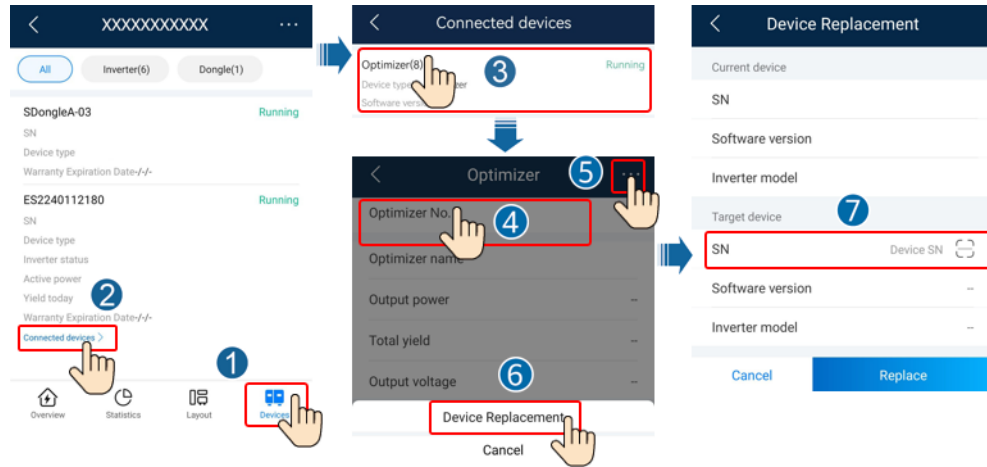 XXXXXXXXXXX
...
All
Inverter(6)
Dongle(1)
SDongleA-03
Running
SN
Device type
Warranty Expiration Date-/-/-
ES2240112180
Running
SN
Device type
Inverter status
Active power
Yield today
2
Warranty Expiration Date-/-/-
Connected devices >
1
Overview
Statistics
Layout
Devices
Connected devices
Optimizer(8)
3
Running
Device type
Software
Optimizer
5
...
Optimizer No.
4
Optimizer name
Output power
--
Total yield
--
Output voltage
6
--
Device Replacement
Cancel
Device Replacement
Current device
SN
Software version
Inverter model
Target device
7
SN
Device SN
Software version
--
Inverter model
--
Cancel
Replace